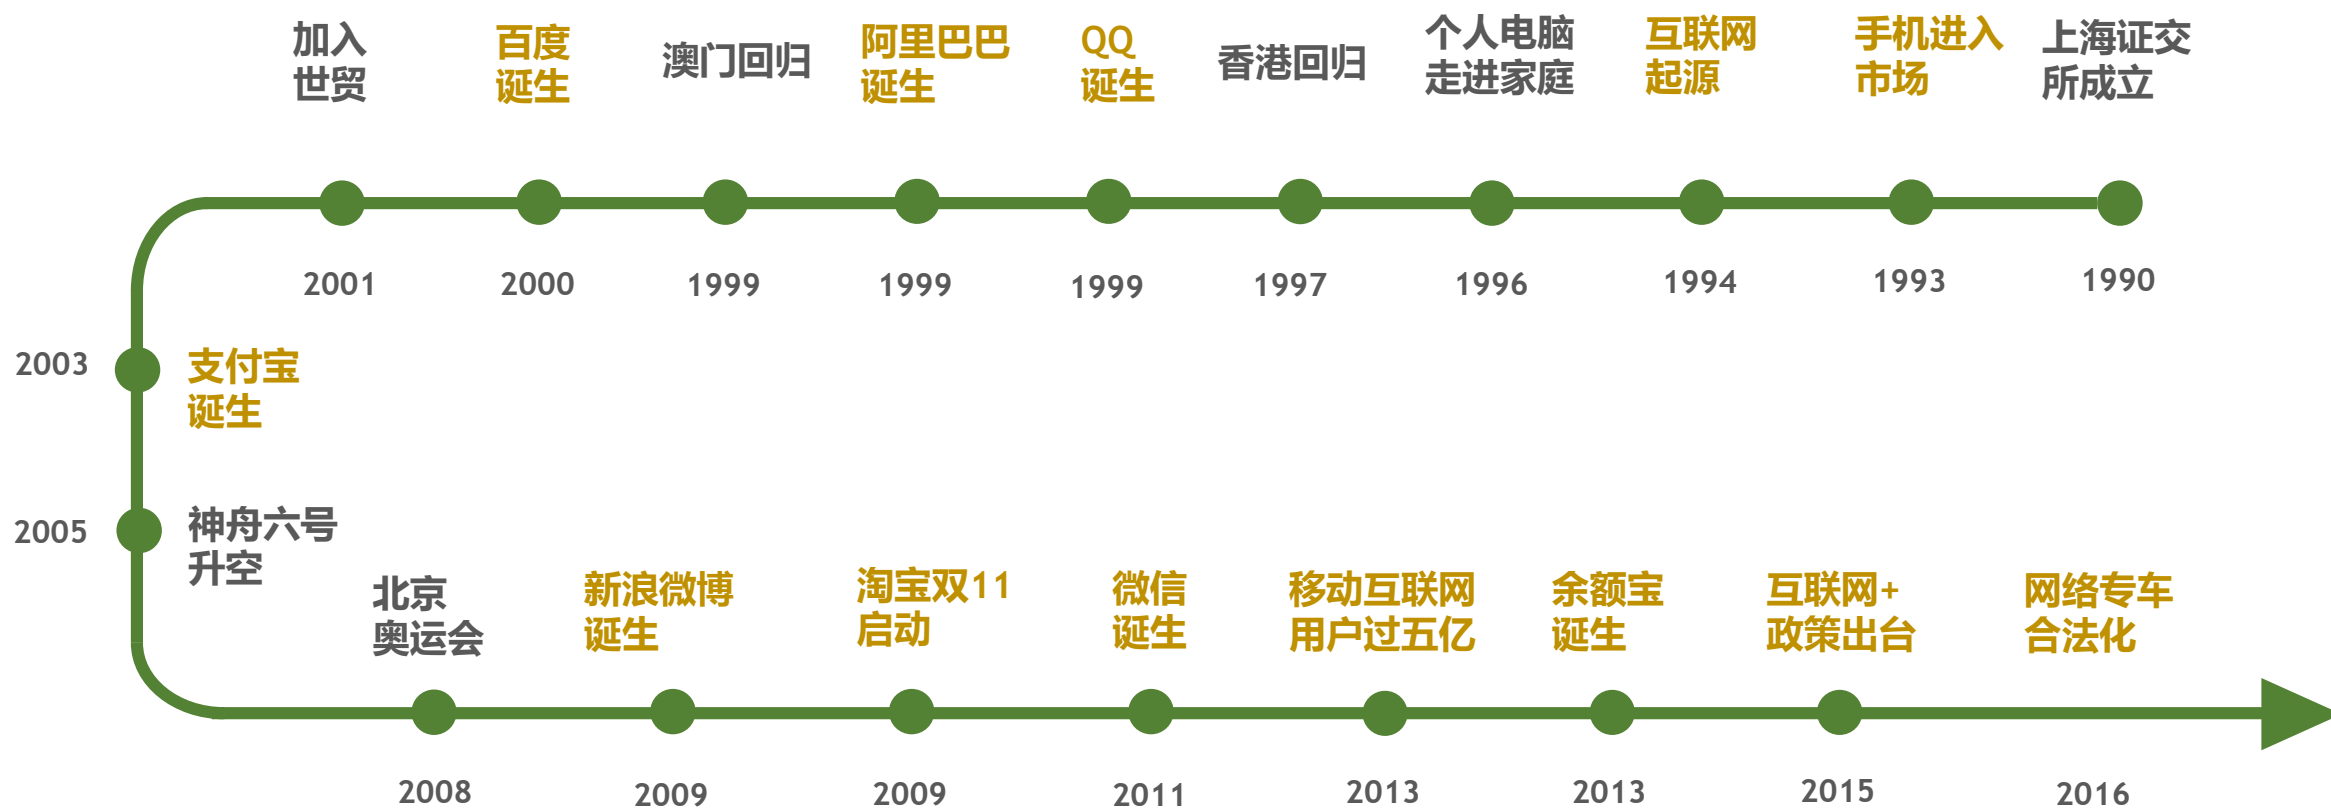 加入
世贸
百度
诞生
澳门回归
阿里巴巴
诞生
QQ
诞生
香港回归
个人电脑
走进家庭
互联网
起源
手机进入
市场
上海证交
所成立
2001
2000
1999
1999
1999
1997
1996
1994
1993
1990
2003
支付宝
诞生
2005
神舟六号
升空
北京
奥运会
新浪微博
诞生
淘宝双11
启动
微信
诞生
移动互联网
用户过五亿
余额宝
诞生
互联网+
政策出台
网络专车
合法化
2008
2009
2009
2011
2013
2013
2015
2016